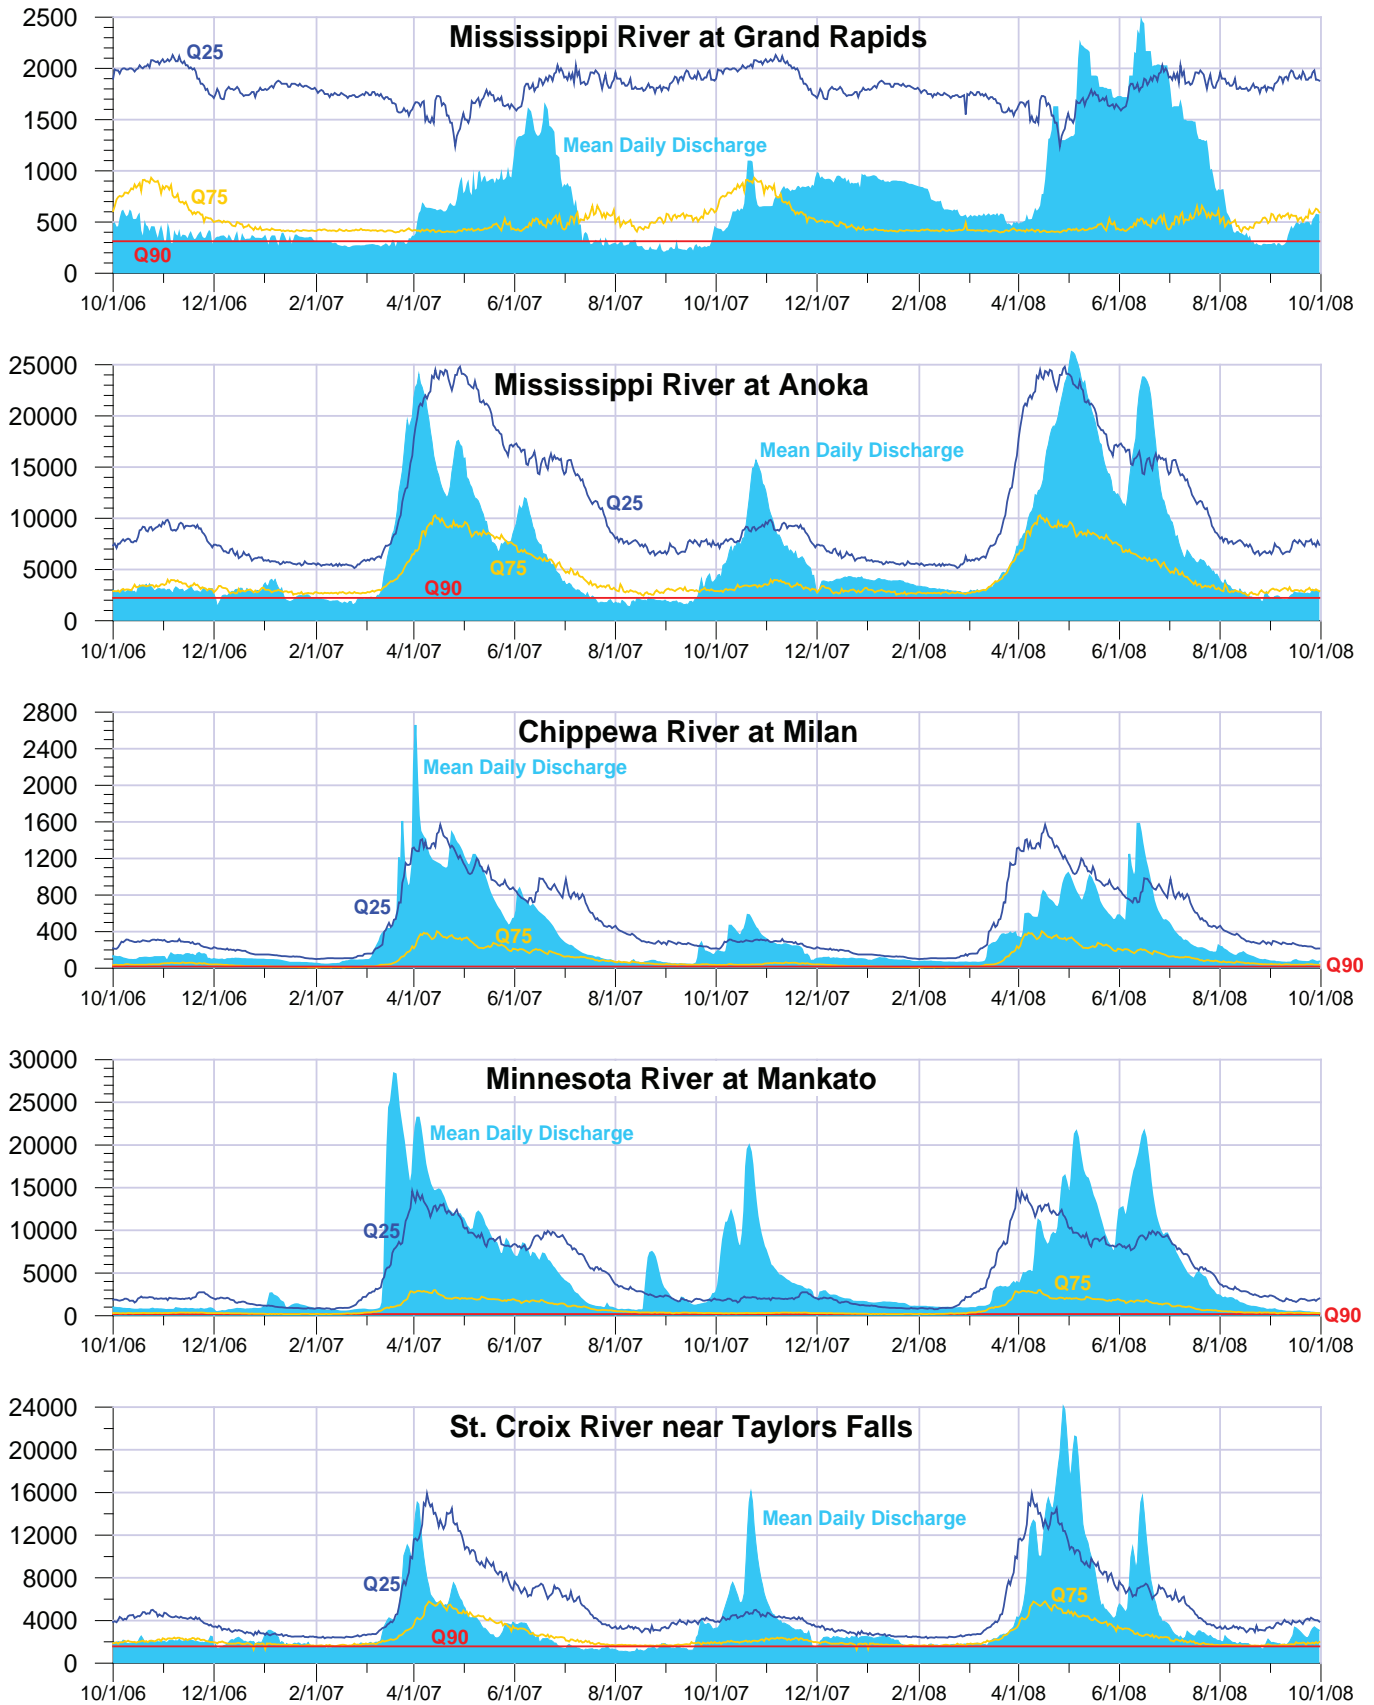 Mississippi River at Grand Rapids
2500
2000
1500
1000
500
0
Q25
Mean Daily Discharge
Q75
Q90
10/1/06 12/1/06 2/1/07 4/1/07 6/1/07 8/1/07 10/1/07 12/1/07 2/1/08 4/1/08 6/1/08 8/1/08 10/1/08
Mississippi River at Anoka
25000
20000
15000
10000
5000
0
Mean Daily Discharge
Q25
Q75
Q90
10/1/06 12/1/06 2/1/07 4/1/07 6/1/07 8/1/07 10/1/07 12/1/07 2/1/08 4/1/08 6/1/08 8/1/08 10/1/08
Chippewa River at Milan
2800
2400
2000
1600
1200
800
400
0
Mean Daily Discharge
Q25
Q75
Q90
10/1/06 12/1/06 2/1/07 4/1/07 6/1/07 8/1/07 10/1/07 12/1/07 2/1/08 4/1/08 6/1/08 8/1/08 10/1/08
Minnesota River at Mankato
30000
25000
20000
15000
10000
5000
0
Mean Daily Discharge
Q25
Q75
Q90
10/1/06 12/1/06 2/1/07 4/1/07 6/1/07 8/1/07 10/1/07 12/1/07 2/1/08 4/1/08 6/1/08 8/1/08 10/1/08
St. Croix River near Taylors Falls
24000
20000
16000
12000
8000
4000
0
Mean Daily Discharge
Q25
Q75
Q90
10/1/06 12/1/06 2/1/07 4/1/07 6/1/07 8/1/07 10/1/07 12/1/07 2/1/08 4/1/08 6/1/08 8/1/08 10/1/08